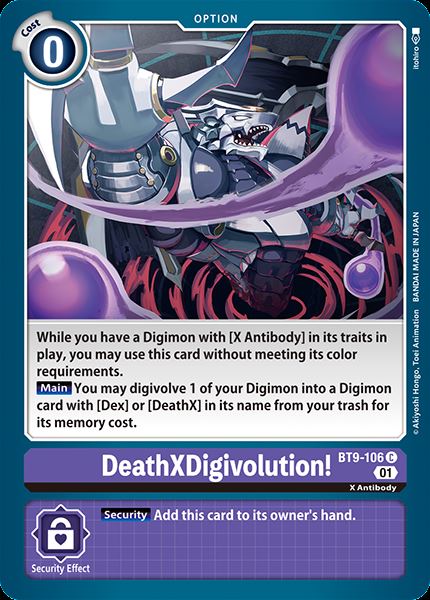 OPTION
Cost
0
itohiro
© Akiyoshi Hongo, Toei Animation BANDAI MADE IN JAPAN
While you have a Digimon with [X Antibody] in its traits in
play, you may use this card without meeting its color
requirements.
Main You may digivolve 1 of your Digimon into a Digimon
card with [Dex] or [DeathX] in its name from your trash for
its memory cost.
DeathXDigivolution!
BT9-106 C
01
X Antibody
Security Add this card to its owner's hand.
Security Effect